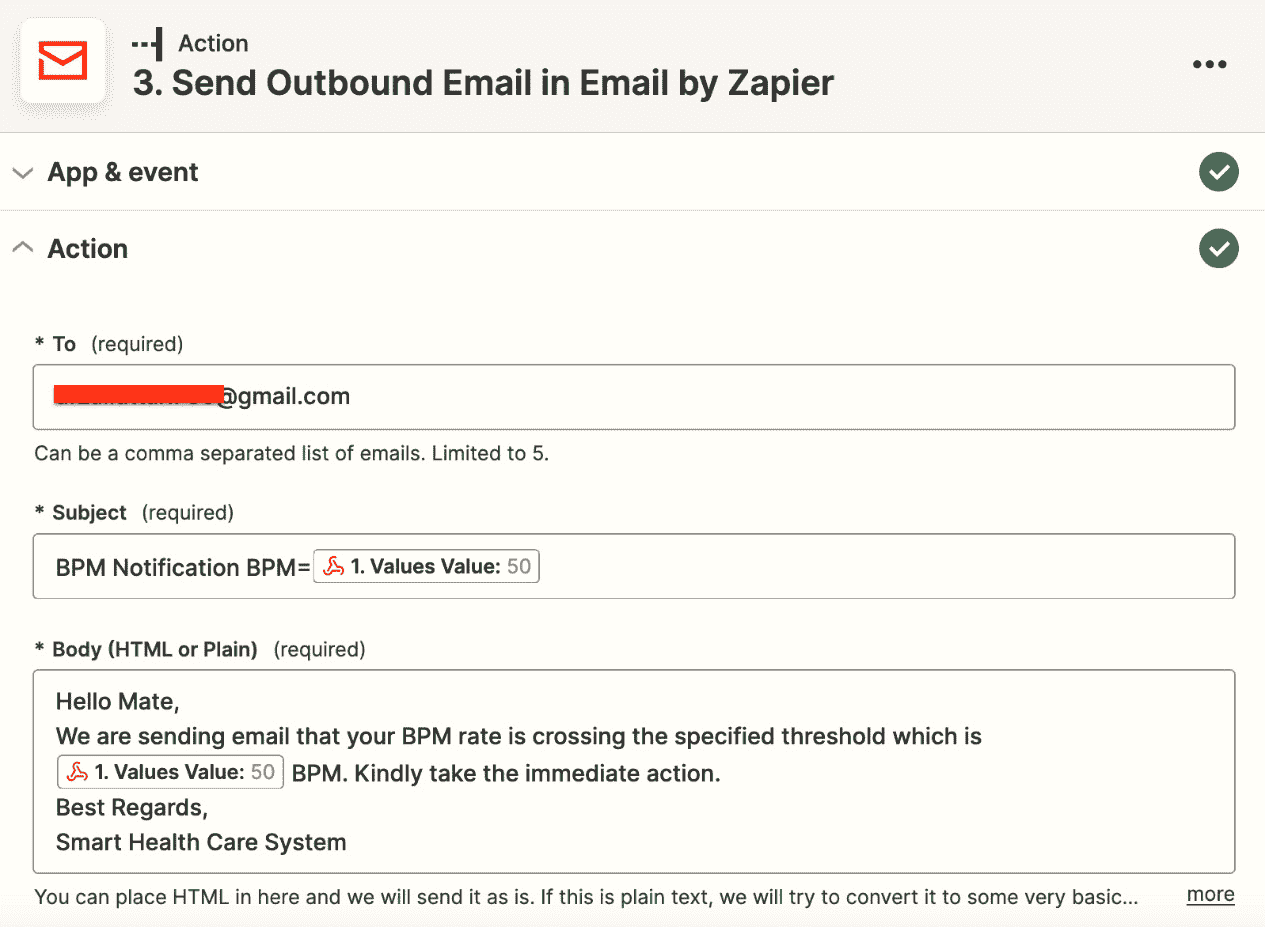 Action
3. Send Outbound Email in Email by Zapier
App & event
Action
* To (required)
@gmail.com
Can be a comma separated list of emails. Limited to 5.
* Subject (required)
BPM Notification BPM= 1. Values Value: 50
* Body (HTML or Plain) (required)
Hello Mate,
We are sending email that your BPM rate is crossing the specified threshold which is
1. Values Value: 50 BPM. Kindly take the immediate action.
Best Regards,
Smart Health Care System
You can place HTML in here and we will send it as is. If this is plain text, we will try to convert it to some very basic... more